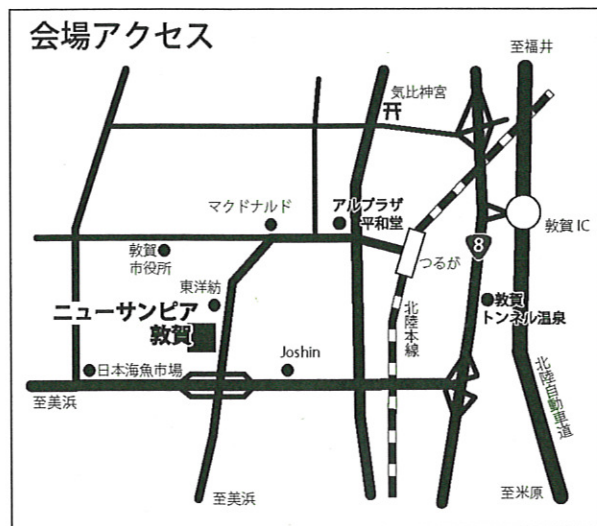 会場アクセス
至福井
気比神宮
マクドナルド
アルプラザ
平和堂
敦賀IC
敦賀
市役所
つるが
8
東洋紡
ニューサンピア
敦賀
敦賀
トンネル温泉
北陸本線
Joshin
日本海魚市場
北陸自動車道
至美浜
至美浜
至米原